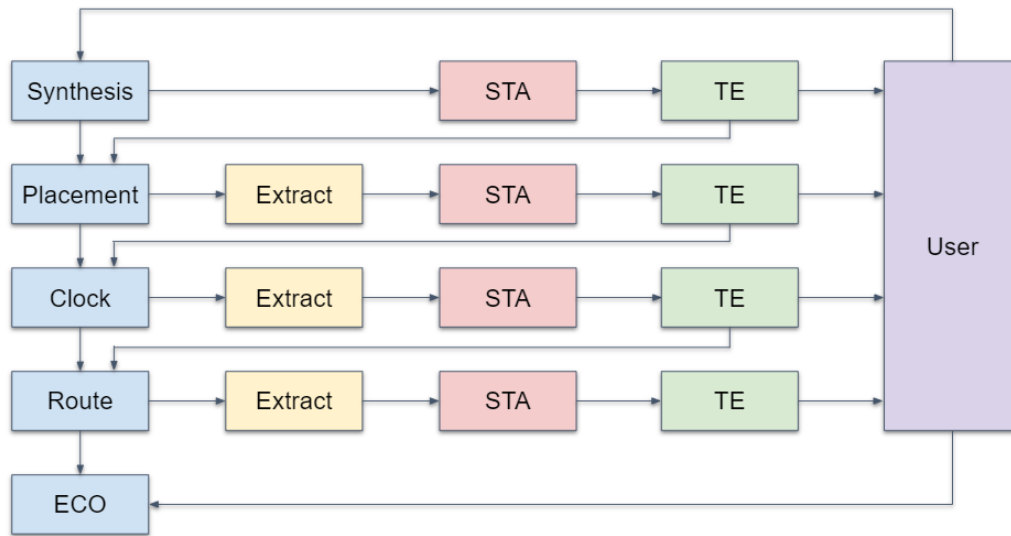 Synthesis
STA
TE
Placement
Extract
STA
TE
User
Clock
Extract
STA
TE
Route
Extract
STA
TE
ECO